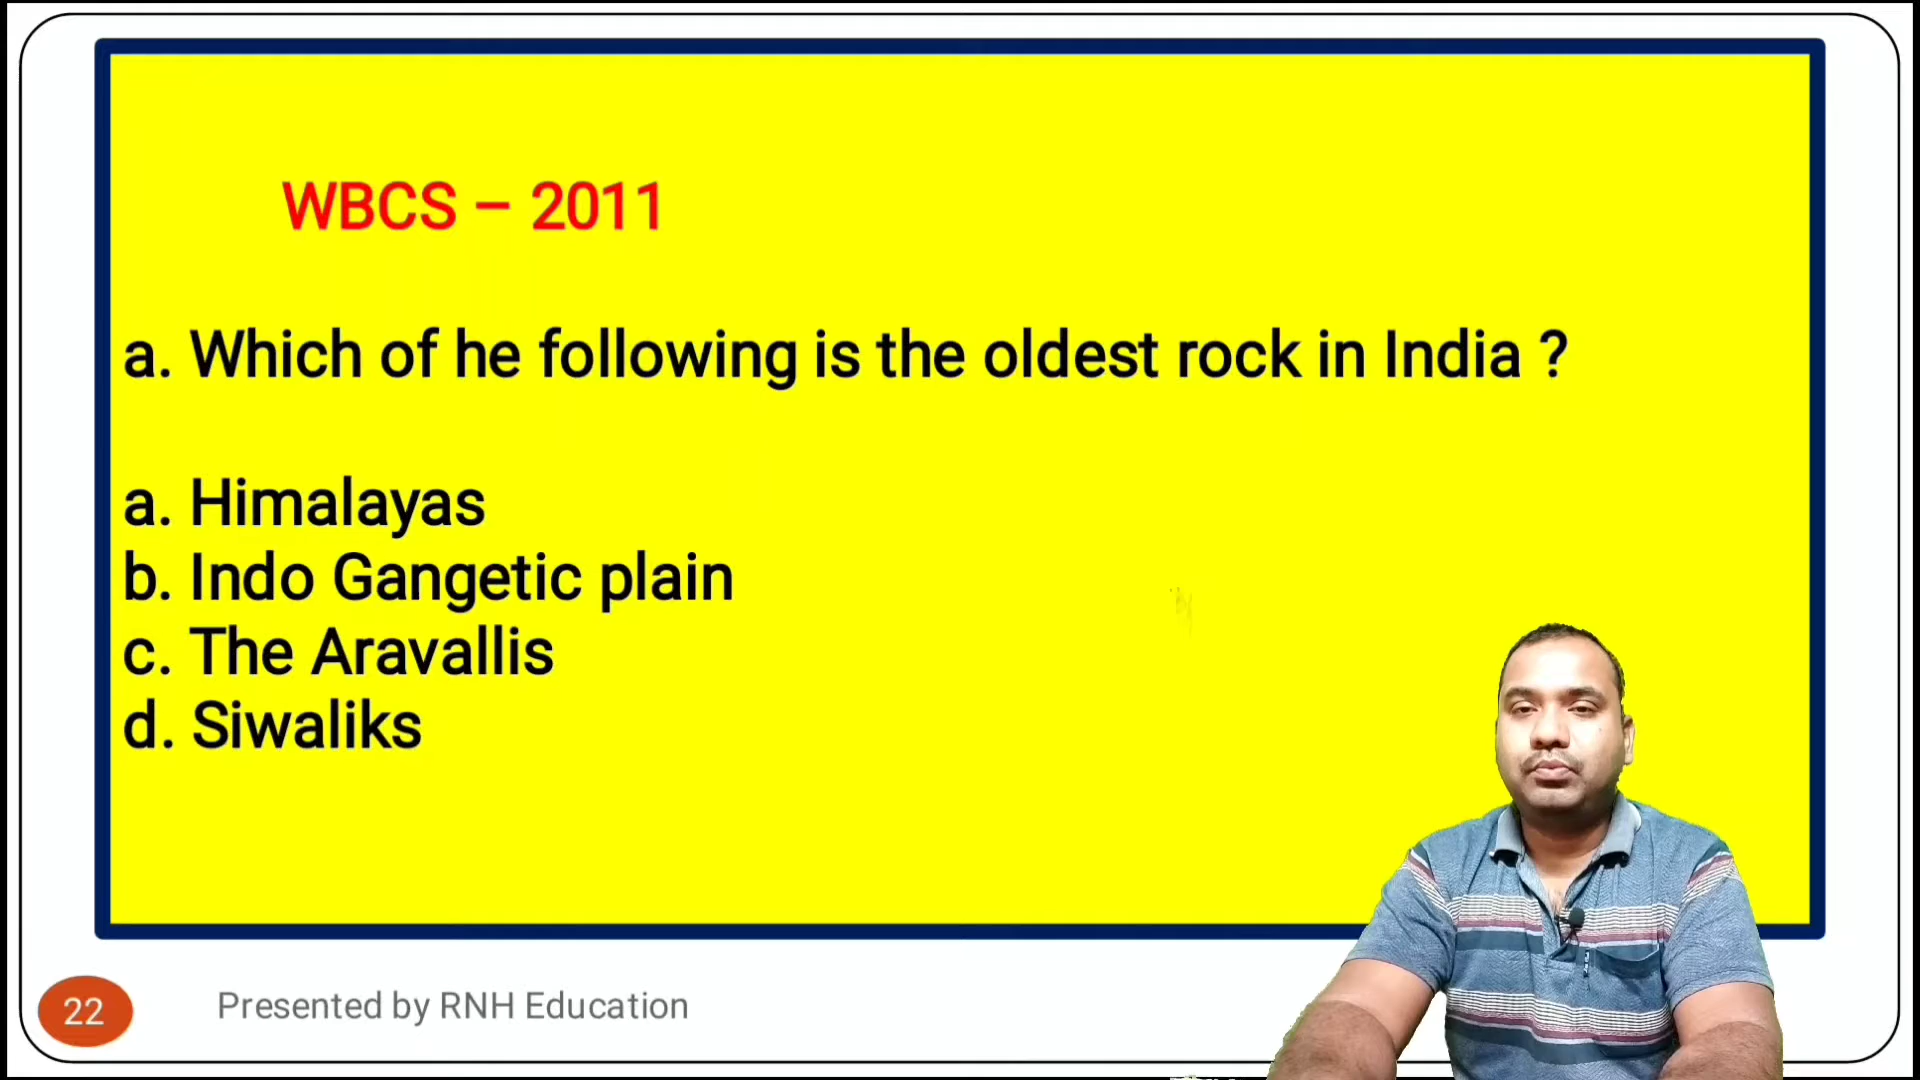 WBCS – 2011
a. Which of he following is the oldest rock in India ?
a. Himalayas
b. Indo Gangetic plain
c. The Aravallis
d. Siwaliks
22
Presented by RNH Education